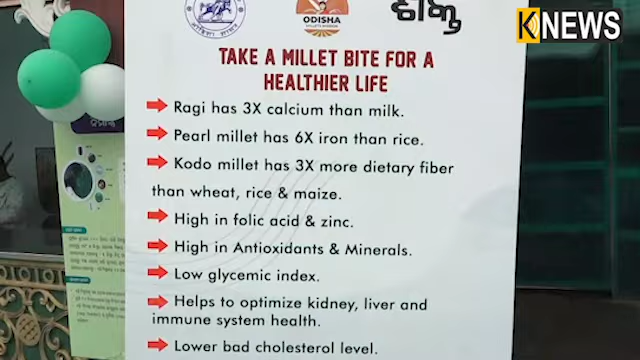 ODISHA
ଶକ୍ତି
K NEWS
TAKE A MILLET BITE FOR A
HEALTHIER LIFE
Ragi has 3X calcium than milk.
Pearl millet has 6X iron than rice.
Kodo millet has 3X more dietary fiber
than wheat, rice & maize.
High in folic acid & zinc.
High in Antioxidants & Minerals.
Low glycemic index.
Helps to optimize kidney, liver and
immune system health.
Lower bad cholesterol level.